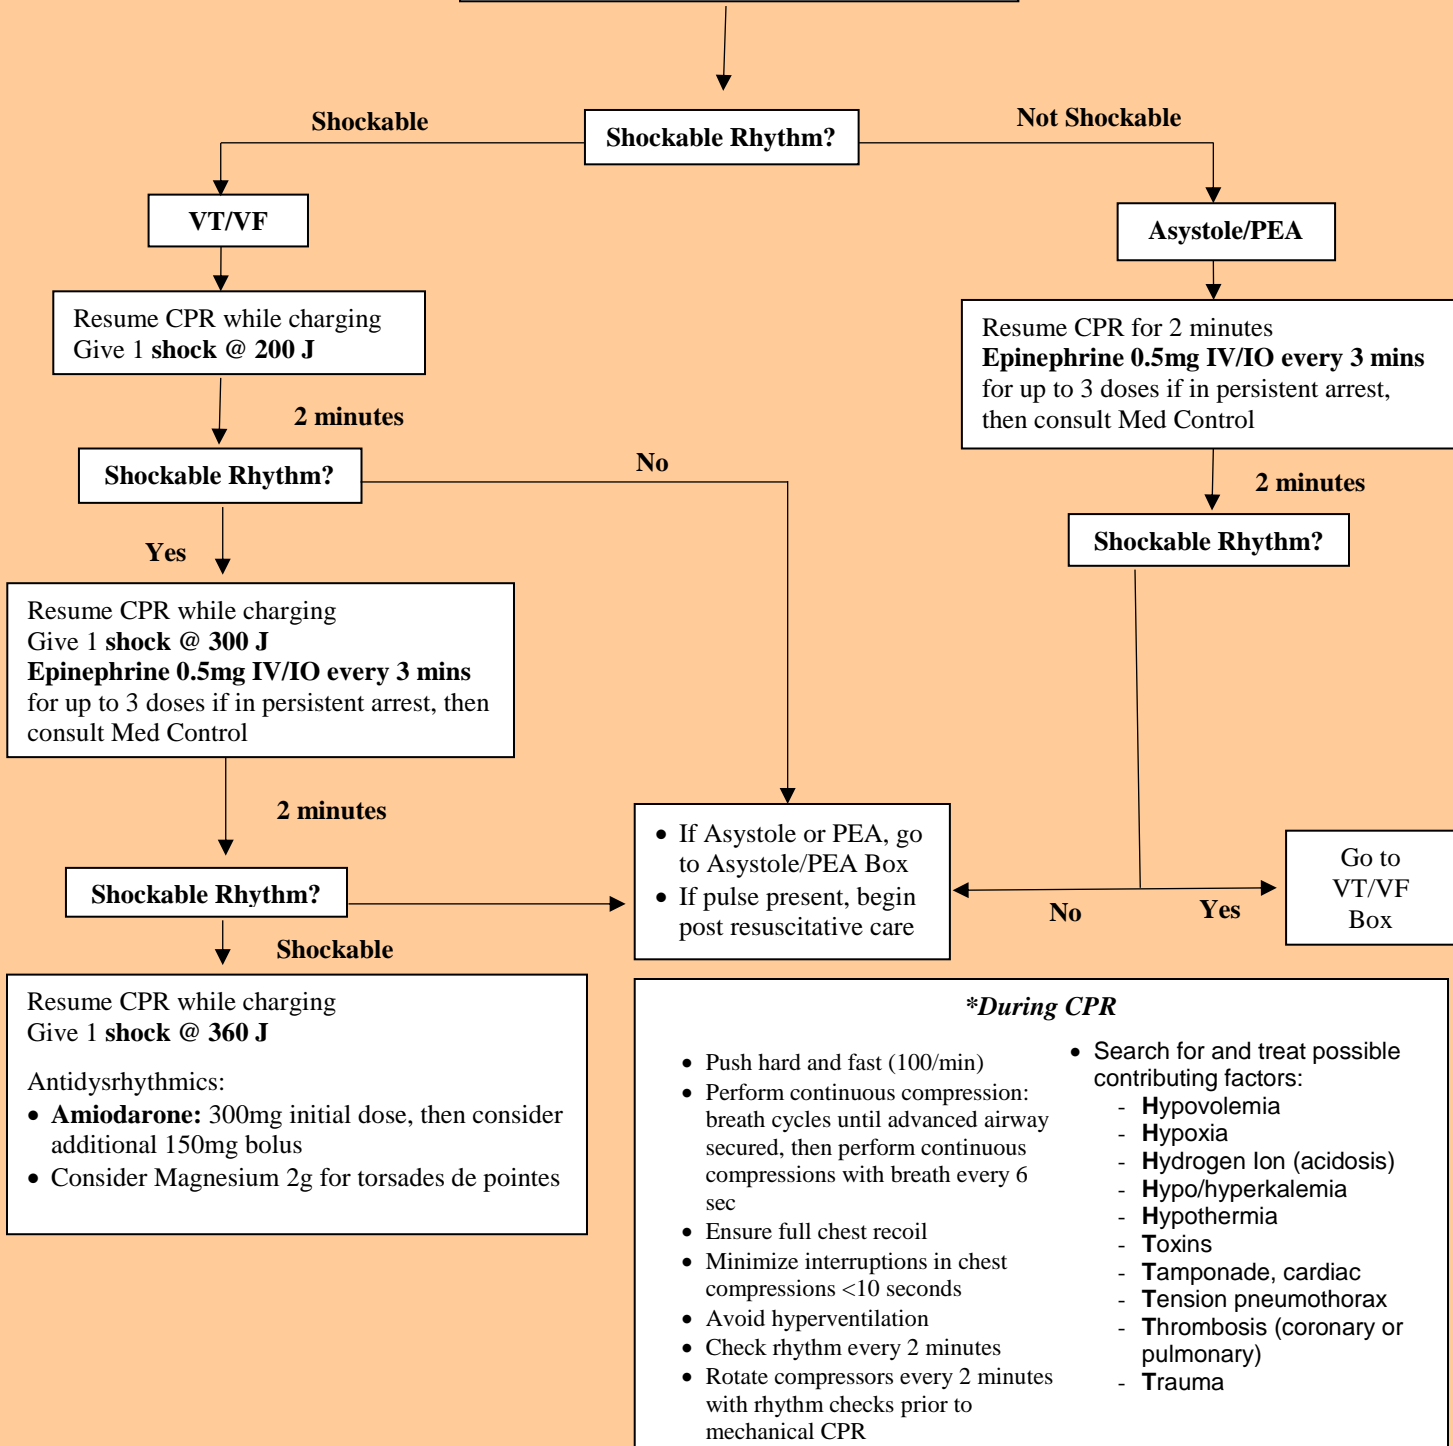 Shockable
Not Shockable
Shockable Rhythm?
VT/VF
Asystole/PEA
Resume CPR while charging
Give 1 shock @ 200 J
Resume CPR for 2 minutes
Epinephrine 0.5mg IV/IO every 3 mins
for up to 3 doses if in persistent arrest,
then consult Med Control
2 minutes
Shockable Rhythm?
No
2 minutes
Shockable Rhythm?
Yes
Resume CPR while charging
Give 1 shock @ 300 J
Epinephrine 0.5mg IV/IO every 3 mins
for up to 3 doses if in persistent arrest, then
consult Med Control
2 minutes
• If Asystole or PEA, go
to Asystole/PEA Box
• If pulse present, begin
post resuscitative care
Go to
VT/VF
Box
Shockable Rhythm?
No
Yes
Shockable
Resume CPR while charging
Give 1 shock @ 360 J
Antidysrhythmics:
• Amiodarone: 300mg initial dose, then consider
additional 150mg bolus
• Consider Magnesium 2g for torsades de pointes
*During CPR
• Push hard and fast (100/min)
• Perform continuous compression:
breath cycles until advanced airway
secured, then perform continuous
compressions with breath every 6
sec
• Ensure full chest recoil
• Minimize interruptions in chest
compressions <10 seconds
• Avoid hyperventilation
• Check rhythm every 2 minutes
• Rotate compressors every 2 minutes
with rhythm checks prior to
mechanical CPR
• Search for and treat possible
contributing factors:
- Hypovolemia
- Hypoxia
- Hydrogen Ion (acidosis)
- Hypo/hyperkalemia
- Hypothermia
- Toxins
- Tamponade, cardiac
- Tension pneumothorax
- Thrombosis (coronary or
pulmonary)
- Trauma